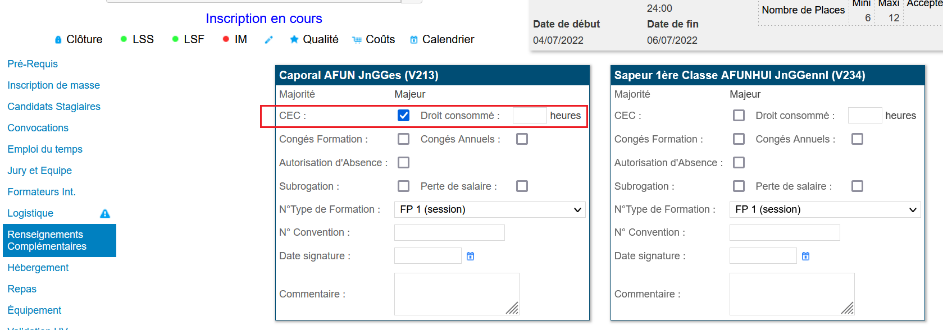 Inscription en cours
24:00
Date de début Date de fin
04/07/2022 06/07/2022
Nombre de Places
Mini Maxi
6 12
Clôture LSS LSF IM Qualité Coûts Calendrier
Pré-Requis
Inscription de masse
Candidats Stagiaires
Convocations
Emploi du temps
Jury et Equipe
Formateurs Int.
Logistique
Renseignements
Complémentaires
Hébergement
Repas
Équipement
Caporal AFUN JnGGes (V213)
Majorité Majeur
CEC : Droit consommé : heures
Congés Formation : Congés Annuels :
Autorisation d'Absence :
Subrogation : Perte de salaire :
N°Type de Formation : FP 1 (session)
N° Convention :
Date signature :
Commentaire :
Sapeur 1ère Classe AFUNHUI JnGGennI (V234)
Majorité Majeur
CEC : Droit consommé : heures
Congés Formation : Congés Annuels :
Autorisation d'Absence :
Subrogation : Perte de salaire :
N°Type de Formation : FP 1 (session)
N° Convention :
Date signature :
Commentaire :